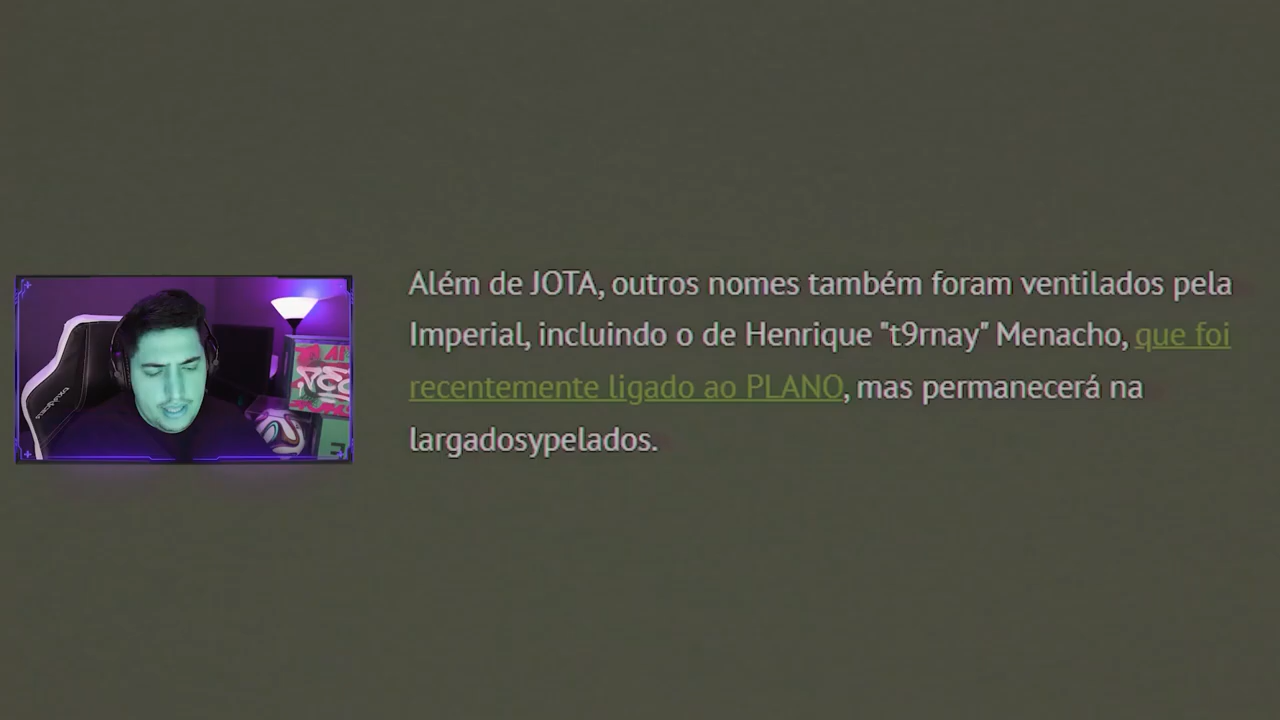 Além de JOTA, outros nomes também foram ventilados pela
Imperial, incluindo o de Henrique "t9rnay" Menacho, que foi
recentemente ligado ao PLANO, mas permanecerá na
largadosypelados.